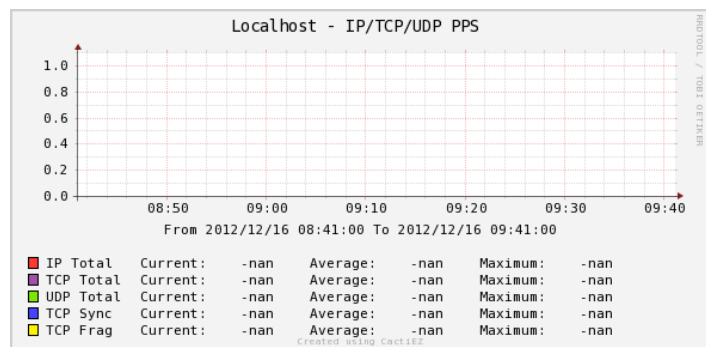 Localhost - IP/TCP/UDP PPS
RRDTOOL / TOBI OETIKER
1.0
0.8
0.6
0.4
0.2
0.0
08:50 09:00 09:10 09:20 09:30 09:40
From 2012/12/16 08:41:00 To 2012/12/16 09:41:00
IP Total Current: -nan Average: -nan Maximum: -nan
TCP Total Current: -nan Average: -nan Maximum: -nan
UDP Total Current: -nan Average: -nan Maximum: -nan
TCP Sync Current: -nan Average: -nan Maximum: -nan
TCP Frag Current: -nan Average: -nan Maximum: -nan
Created using CactiEZ